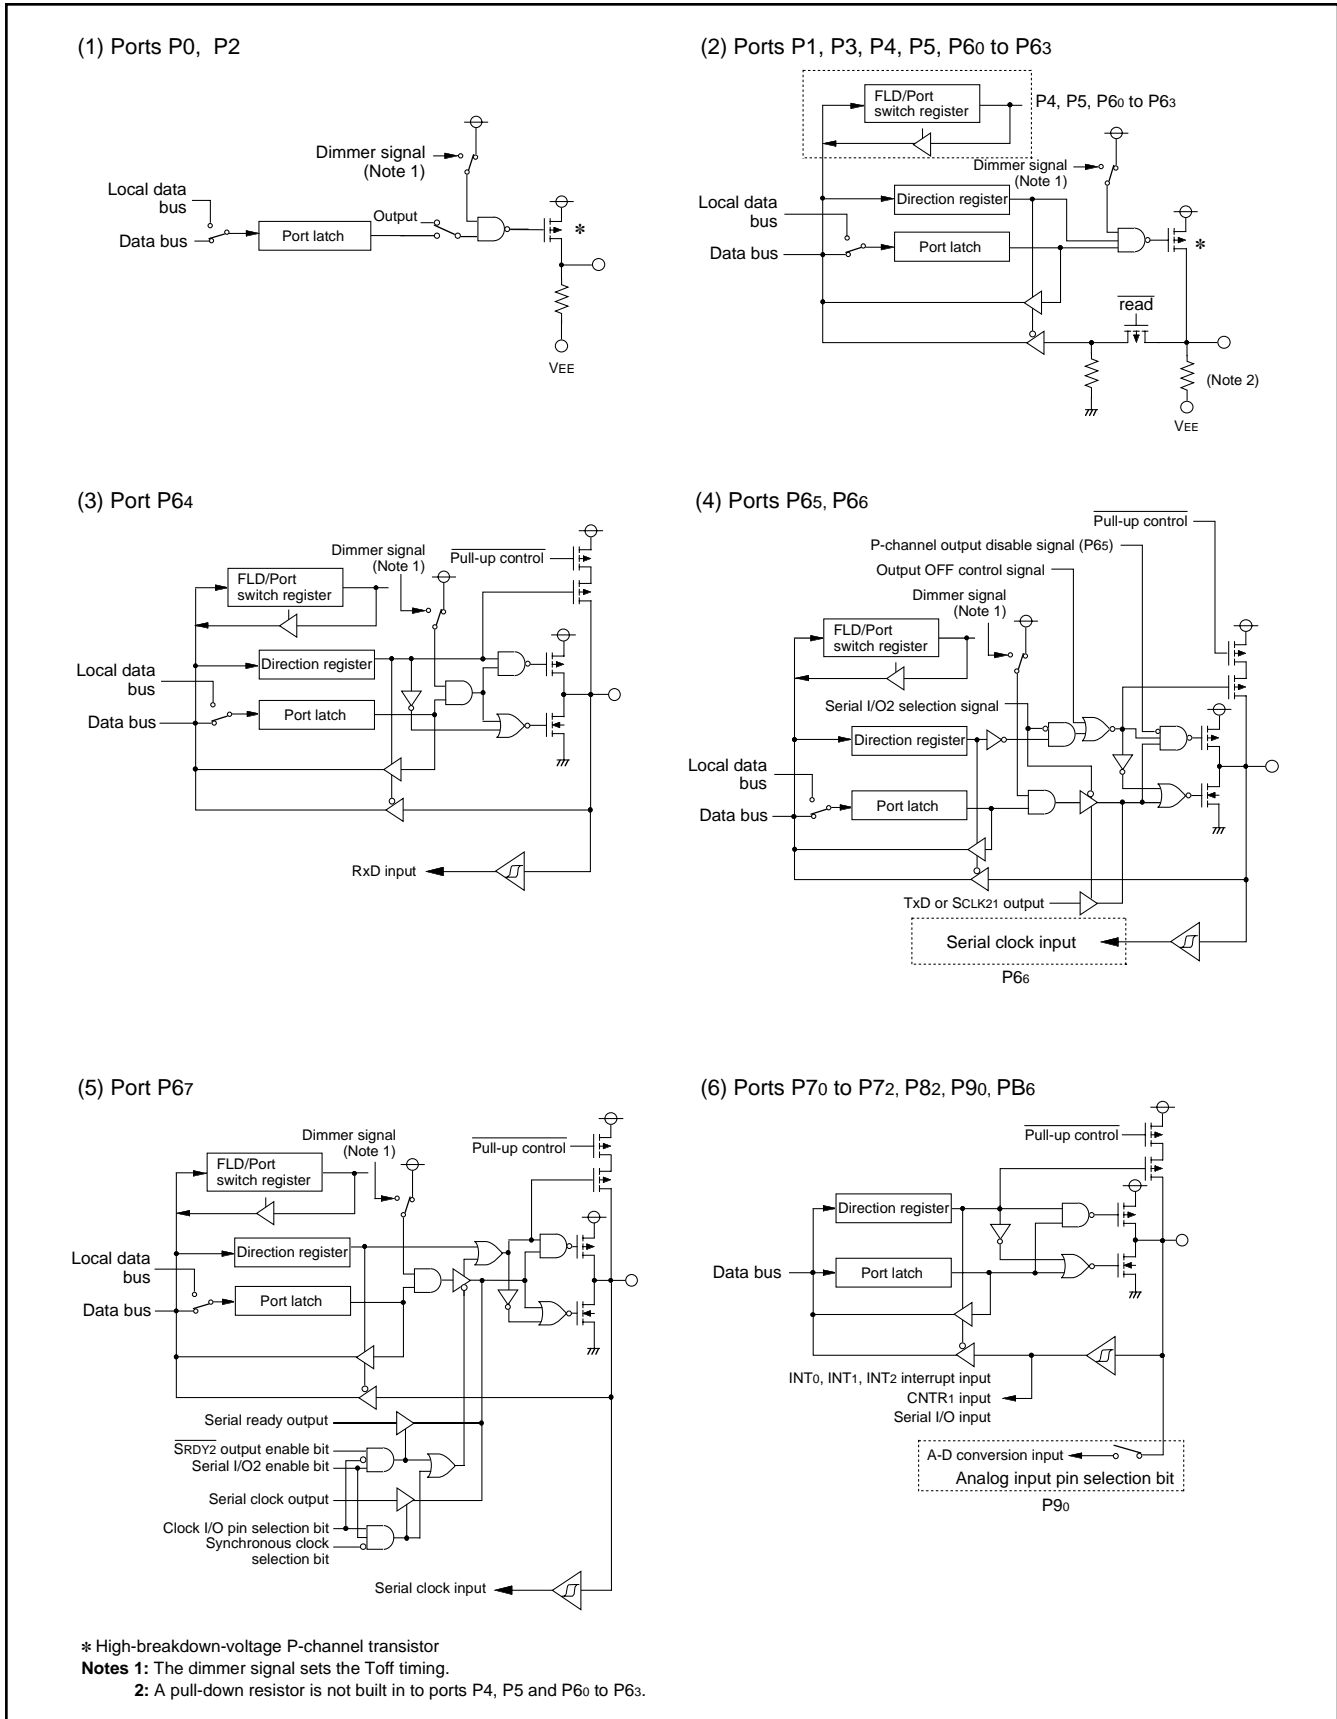 (1) Ports P0, P2
Dimmer signal
(Note 1)
Local data
bus
Data bus
Port latch
Output
*
VEE
(2) Ports P1, P3, P4, P5, P60 to P63
FLD/Port
switch register
P4, P5, P60 to P63
Dimmer signal
(Note 1)
Local data
bus
Direction register
Data bus
Port latch
*
read
(Note 2)
VEE
(3) Port P64
Dimmer signal
(Note 1)
Pull-up control
FLD/Port
switch register
Local data
bus
Direction register
Data bus
Port latch
RxD input
(4) Ports P65, P66
Pull-up control
P-channel output disable signal (P65)
Output OFF control signal
Dimmer signal
(Note 1)
FLD/Port
switch register
Serial I/O2 selection signal
Direction register
Local data
bus
Data bus
Port latch
TxD or SCLK21 output
Serial clock input
P66
(5) Port P67
Dimmer signal
(Note 1)
Pull-up control
FLD/Port
switch register
Local data
bus
Direction register
Data bus
Port latch
Serial ready output
SRDY2 output enable bit
Serial I/O2 enable bit
Serial clock output
Clock I/O pin selection bit
Synchronous clock
selection bit
Serial clock input
(6) Ports P70 to P72, P82, P90, PB6
Pull-up control
Direction register
Data bus
Port latch
INT0, INT1, INT2 interrupt input
CNTR1 input
Serial I/O input
A-D conversion input
Analog input pin selection bit
P90
* High-breakdown-voltage P-channel transistor
Notes 1: The dimmer signal sets the Toff timing.
2: A pull-down resistor is not built in to ports P4, P5 and P60 to P63.